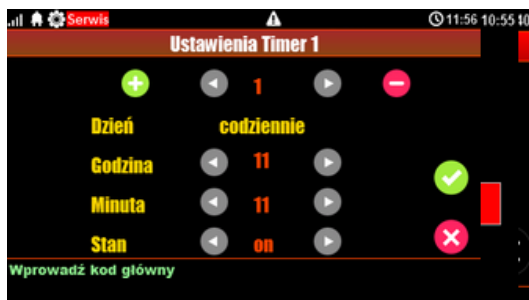 Serwis 11:56 10:55 40
Ustawienia Timer 1
1
Dzień codziennie
Godzina 11
Minuta 11
Stan on
Wprowadź kod główny